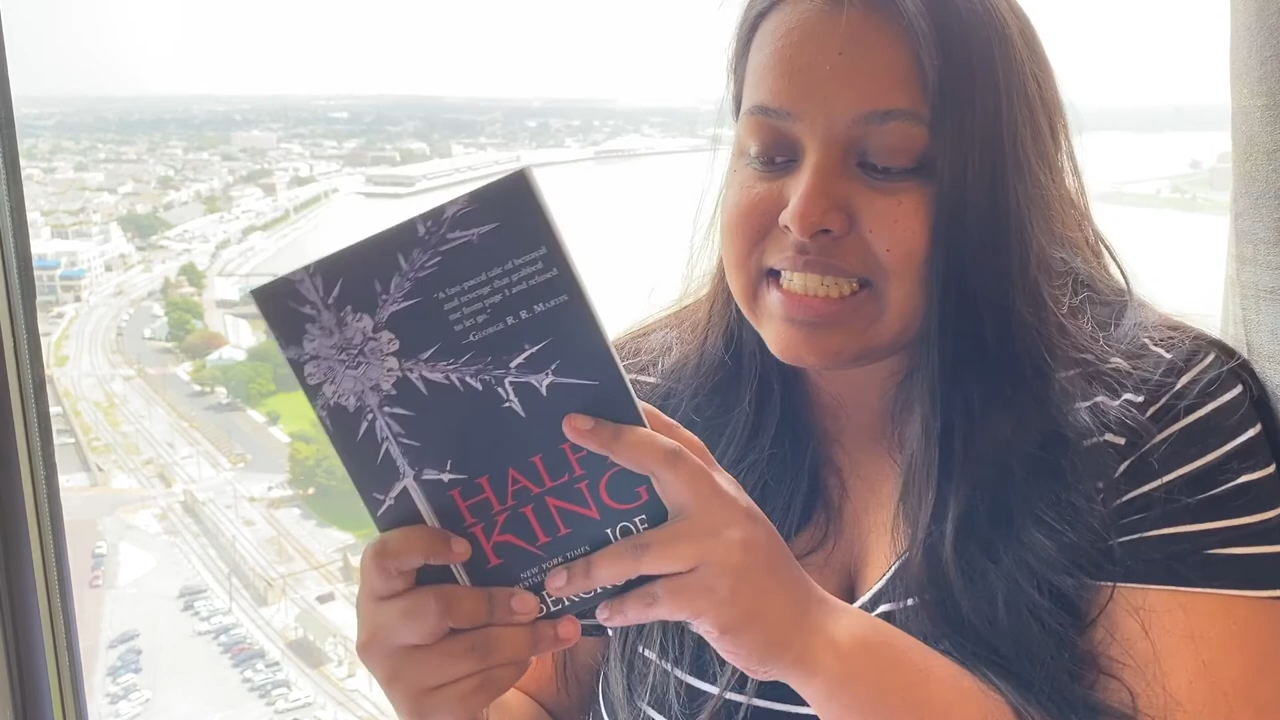 "A fast-paced tale of betrayal
and revenge that grabbed
me from page 1 and refused
to let go."
—GEORGE R. R. MARTIN
HALF
KING
NEW YORK TIMES
JOE